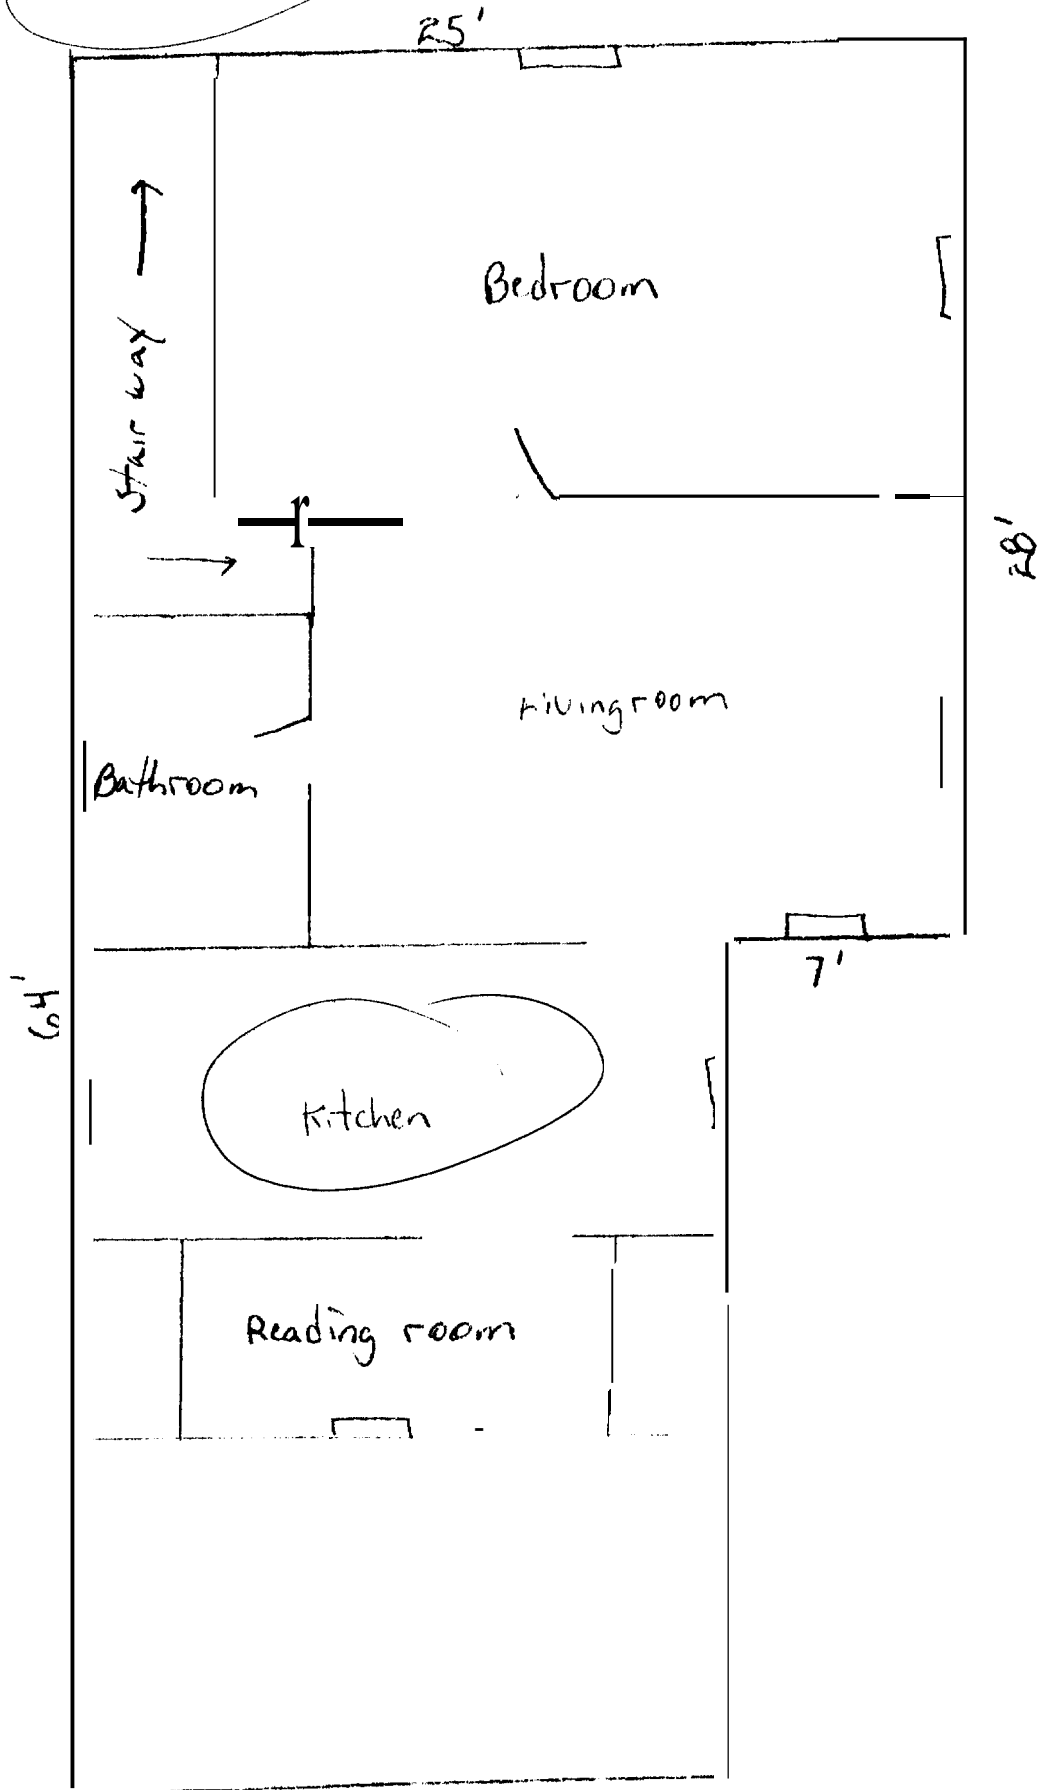 25'
Stair way
Bedroom
r
28'
Livingroom
Bathroom
7'
64'
Kitchen
Reading room